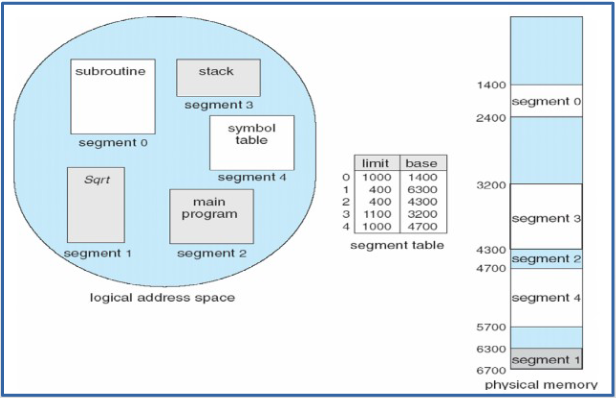 subroutine
segment 0
stack
segment 3
symbol
table
segment 4
Sqrt
segment 1
main
program
segment 2
logical address space
limit base
0 1000 1400
1 400 6300
2 400 4300
3 1100 3200
4 1000 4700
segment table
1400
segment 0
2400
3200
segment 3
4300
segment 2
4700
segment 4
5700
6300
segment 1
6700
physical memory